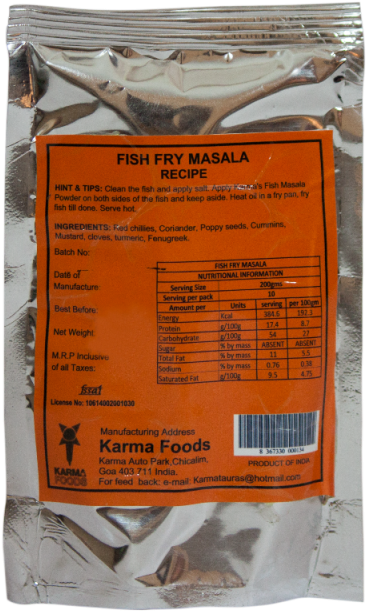 FISH FRY MASALA
RECIPE
HINT & TIPS: Clean the fish and apply salt. Apply Karma's Fish Masala
Powder on both sides of the fish and keep aside. Heat oil in a fry pan, fry
fish till done. Serve hot.
INGREDIENTS: Red chillies, Coriander, Poppy seeds, Cummins,
Mustard, cloves, turmeric, Fenugreek.
Batch No:
Date of
Manufacture:
Best Before:
Net Weight:
M.R.P Inclusive
of all Taxes:
FISH FRY MASALA
NUTRITIONAL INFORMATION
Serving Size 200gms
Serving per pack 10
Amount per Units serving per 100gm
Energy Kcal 384.6 192.3
Protein g/100g 17.4 8.7
Carbohydrate g/100g 54 27
Sugar % by mass ABSENT ABSENT
Total Fat % by mass 11 5.5
Sodium % by mass 0.76 0.38
Saturated Fat g/100g 9.5 4.75
fssai
License No: 10614002001030
Manufacturing Address
Karma Foods
Karma Auto Park,Chicalim,
Goa 403 711 India.
For feed back: e-mail: Karmatauras@hotmail.com
KARMA
FOODS
8 367330 000134
PRODUCT OF INDIA